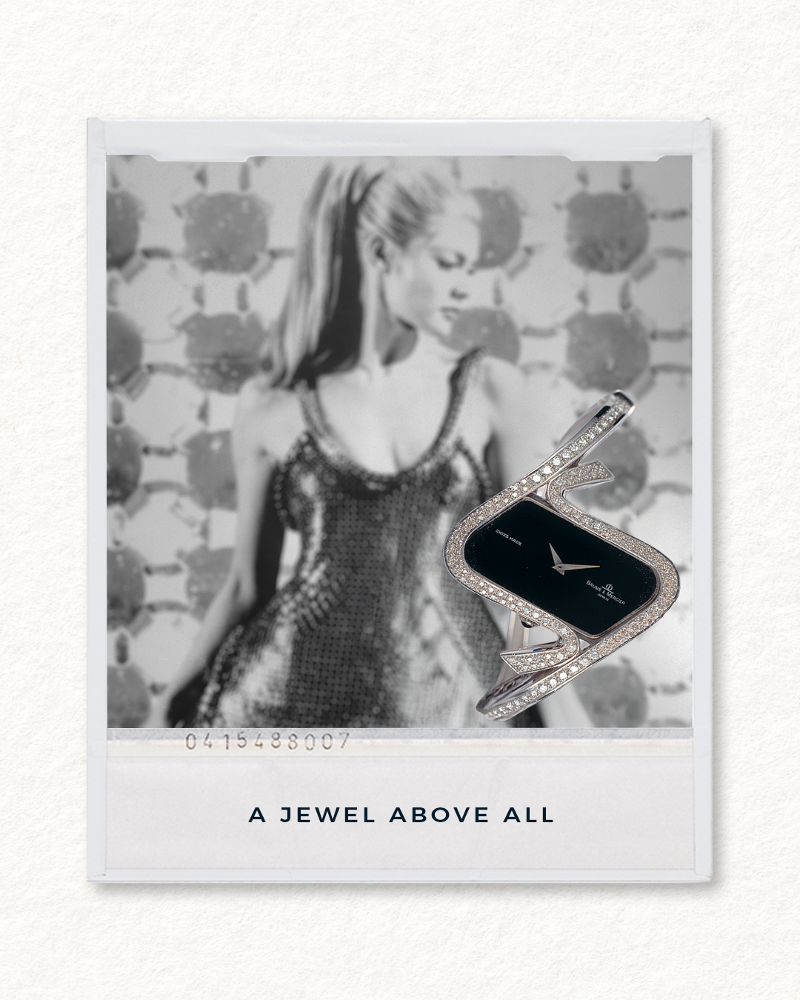 SWISS MADE
BAUME & MERCIER
GENEVE
0415488007
A JEWEL ABOVE ALL